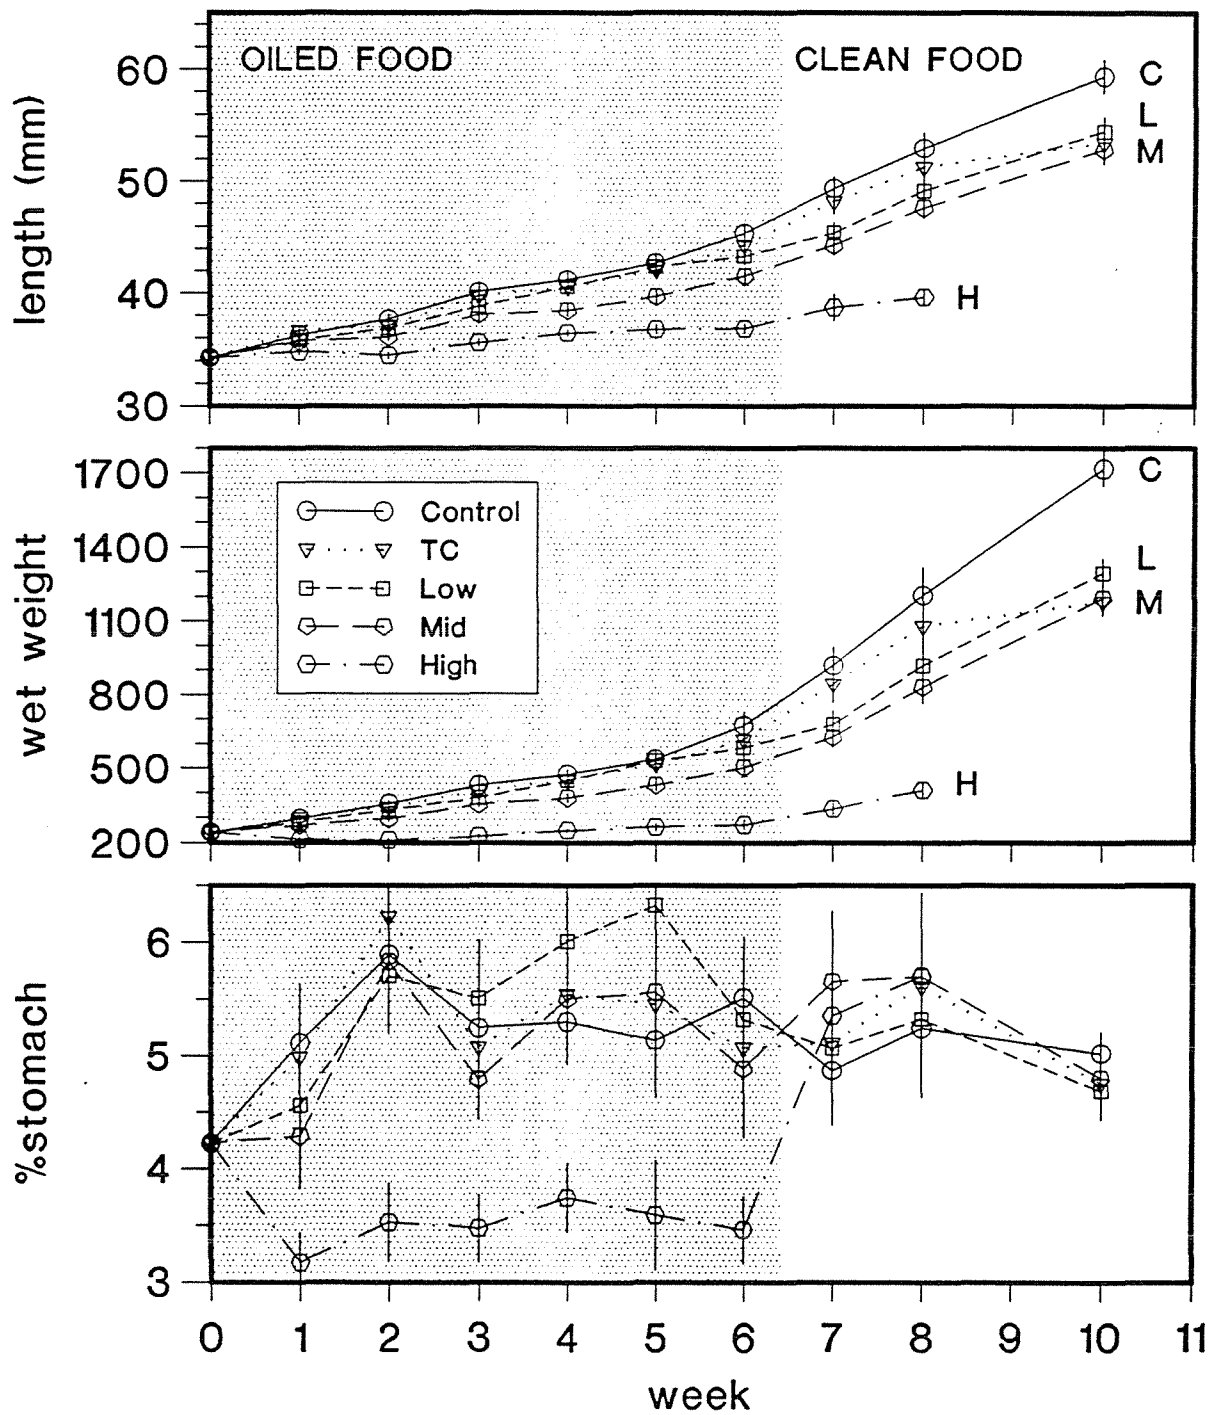 OILED FOOD
CLEAN FOOD
length (mm)
60
50
40
30
C
L
M
H
wet weight
1700
1400
1100
800
500
200
Control
TC
Low
Mid
High
C
L
M
H
%stomach
6
5
4
3
0 1 2 3 4 5 6 7 8 9 10 11
week